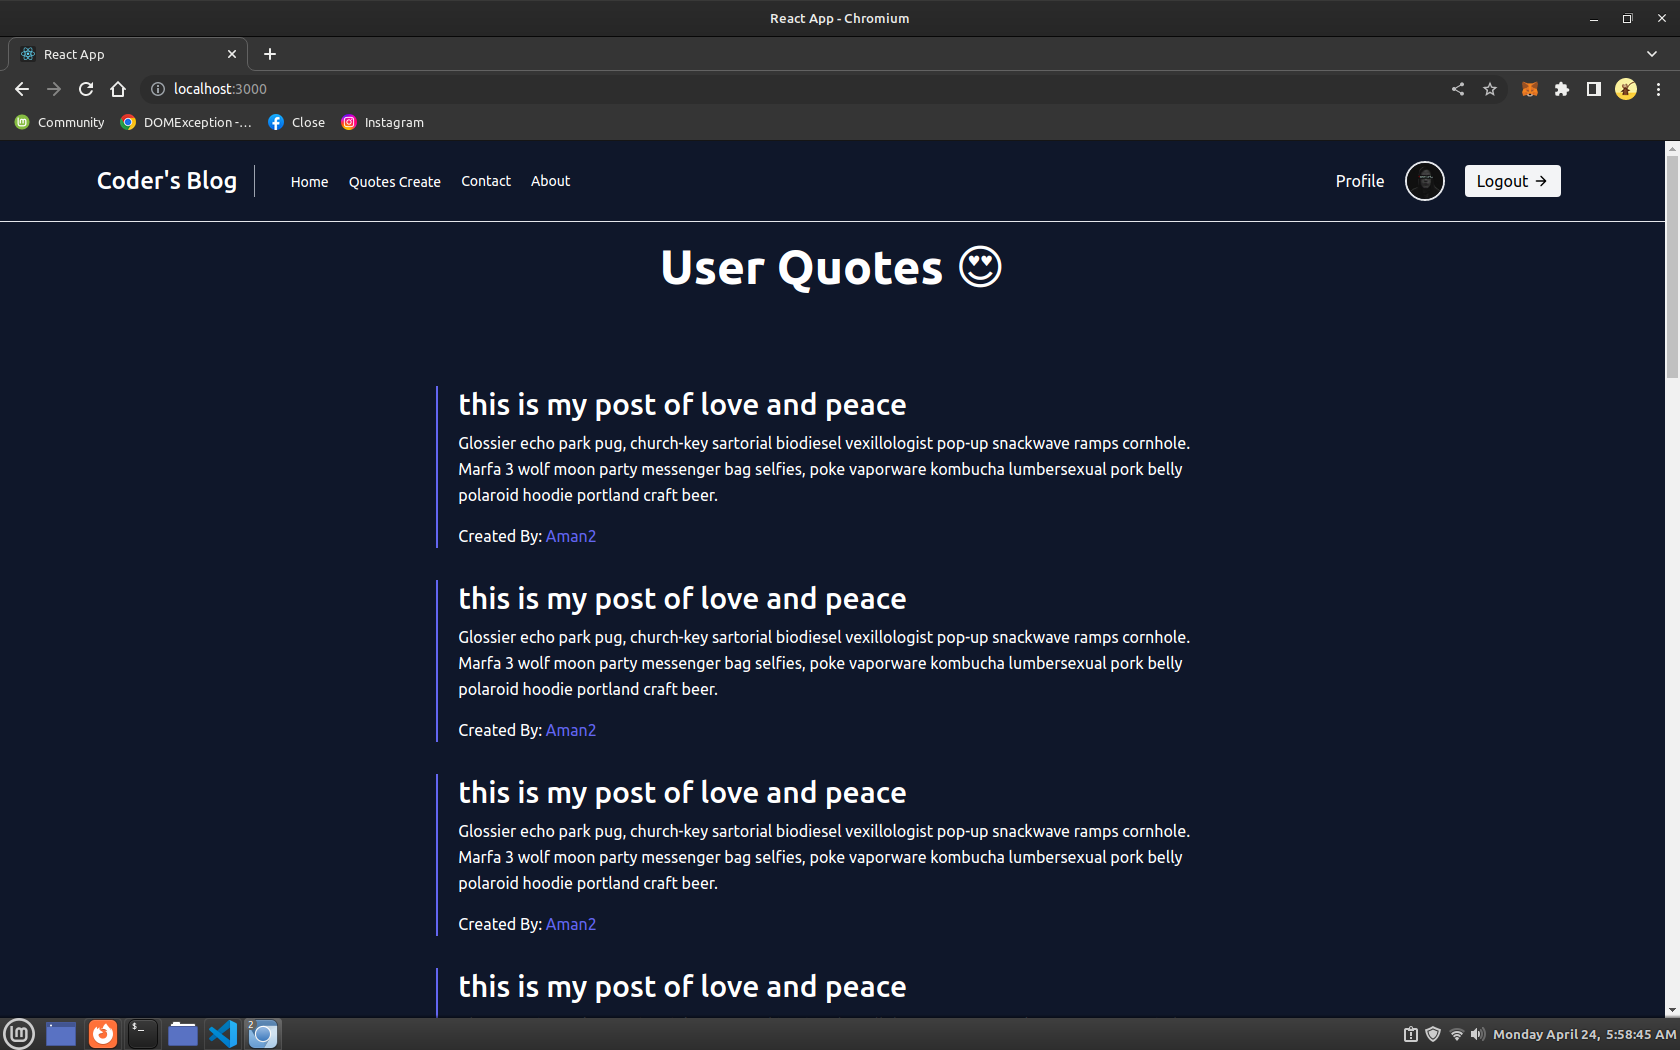 React App - Chromium
React App
localhost:3000
Community
DOMException -...
Close
Instagram
Coder's Blog
Home
Quotes Create
Contact
About
Profile
Logout →
User Quotes 😍
this is my post of love and peace
Glossier echo park pug, church-key sartorial biodiesel vexillologist pop-up snackwave ramps cornhole.
Marfa 3 wolf moon party messenger bag selfies, poke vaporware kombucha lumbersexual pork belly
polaroid hoodie portland craft beer.
Created By: Aman2
this is my post of love and peace
Glossier echo park pug, church-key sartorial biodiesel vexillologist pop-up snackwave ramps cornhole.
Marfa 3 wolf moon party messenger bag selfies, poke vaporware kombucha lumbersexual pork belly
polaroid hoodie portland craft beer.
Created By: Aman2
this is my post of love and peace
Glossier echo park pug, church-key sartorial biodiesel vexillologist pop-up snackwave ramps cornhole.
Marfa 3 wolf moon party messenger bag selfies, poke vaporware kombucha lumbersexual pork belly
polaroid hoodie portland craft beer.
Created By: Aman2
this is my post of love and peace
2
Monday April 24, 5:58:45 AM